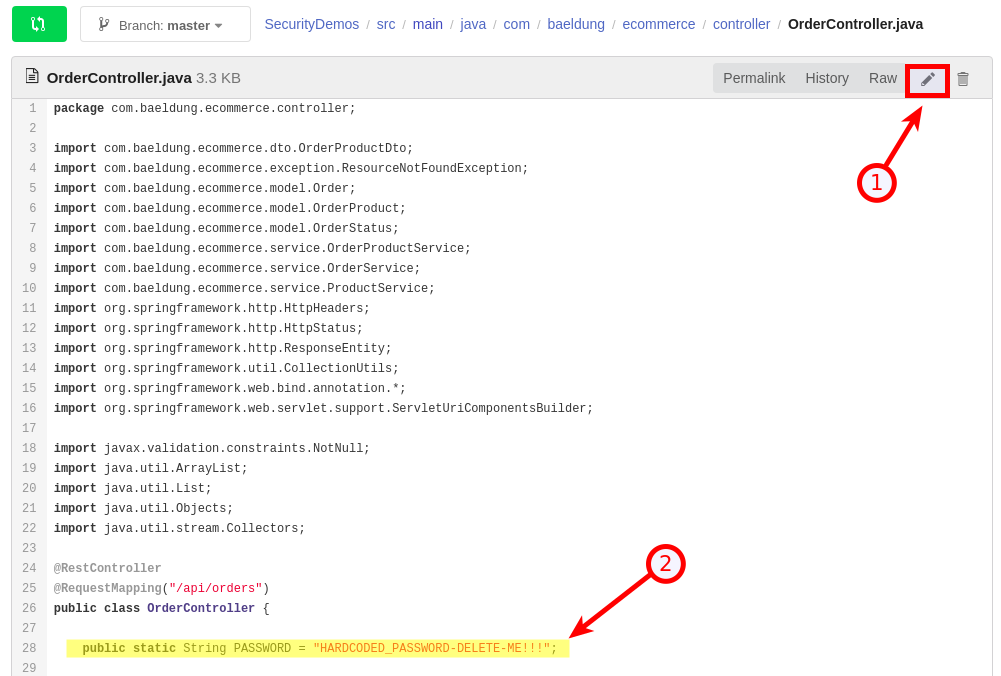 Branch: master
SecurityDemos / src / main / java / com / baeldung / ecommerce / controller / OrderController.java
OrderController.java 3.3 KB
Permalink History Raw
1 package com.baeldung.ecommerce.controller;
2
3 import com.baeldung.ecommerce.dto.OrderProductDto;
4 import com.baeldung.ecommerce.exception.ResourceNotFoundException;
5 import com.baeldung.ecommerce.model.Order;
6 import com.baeldung.ecommerce.model.OrderProduct;
7 import com.baeldung.ecommerce.model.OrderStatus;
8 import com.baeldung.ecommerce.service.OrderProductService;
9 import com.baeldung.ecommerce.service.OrderService;
10 import com.baeldung.ecommerce.service.ProductService;
11 import org.springframework.http.HttpHeaders;
12 import org.springframework.http.HttpStatus;
13 import org.springframework.http.ResponseEntity;
14 import org.springframework.util.CollectionUtils;
15 import org.springframework.web.bind.annotation.*;
16 import org.springframework.web.servlet.support.ServletUriComponentsBuilder;
17
18 import javax.validation.constraints.NotNull;
19 import java.util.ArrayList;
20 import java.util.List;
21 import java.util.Objects;
22 import java.util.stream.Collectors;
23
24 @RestController
25 @RequestMapping("/api/orders")
26 public class OrderController {
27
28 public static String PASSWORD = "HARDCODED_PASSWORD-DELETE-ME!!!";
29
1
2